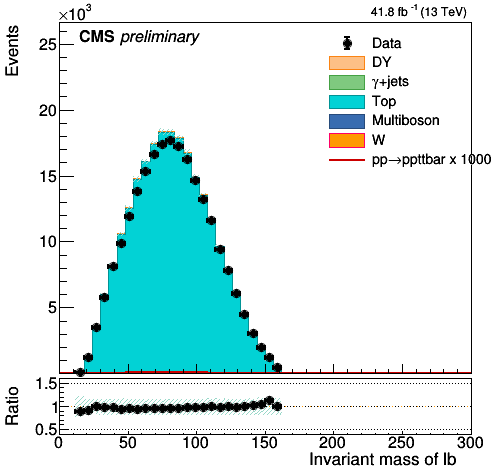 ×10³
41.8 fb⁻¹ (13 TeV)
CMS preliminary
Events
25
20
15
10
5
Data
DY
γ+jets
Top
Multiboson
W
pp→ppttbar x 1000
Ratio
1.5
1
0.5
0 50 100 150 200 250 300
Invariant mass of lb